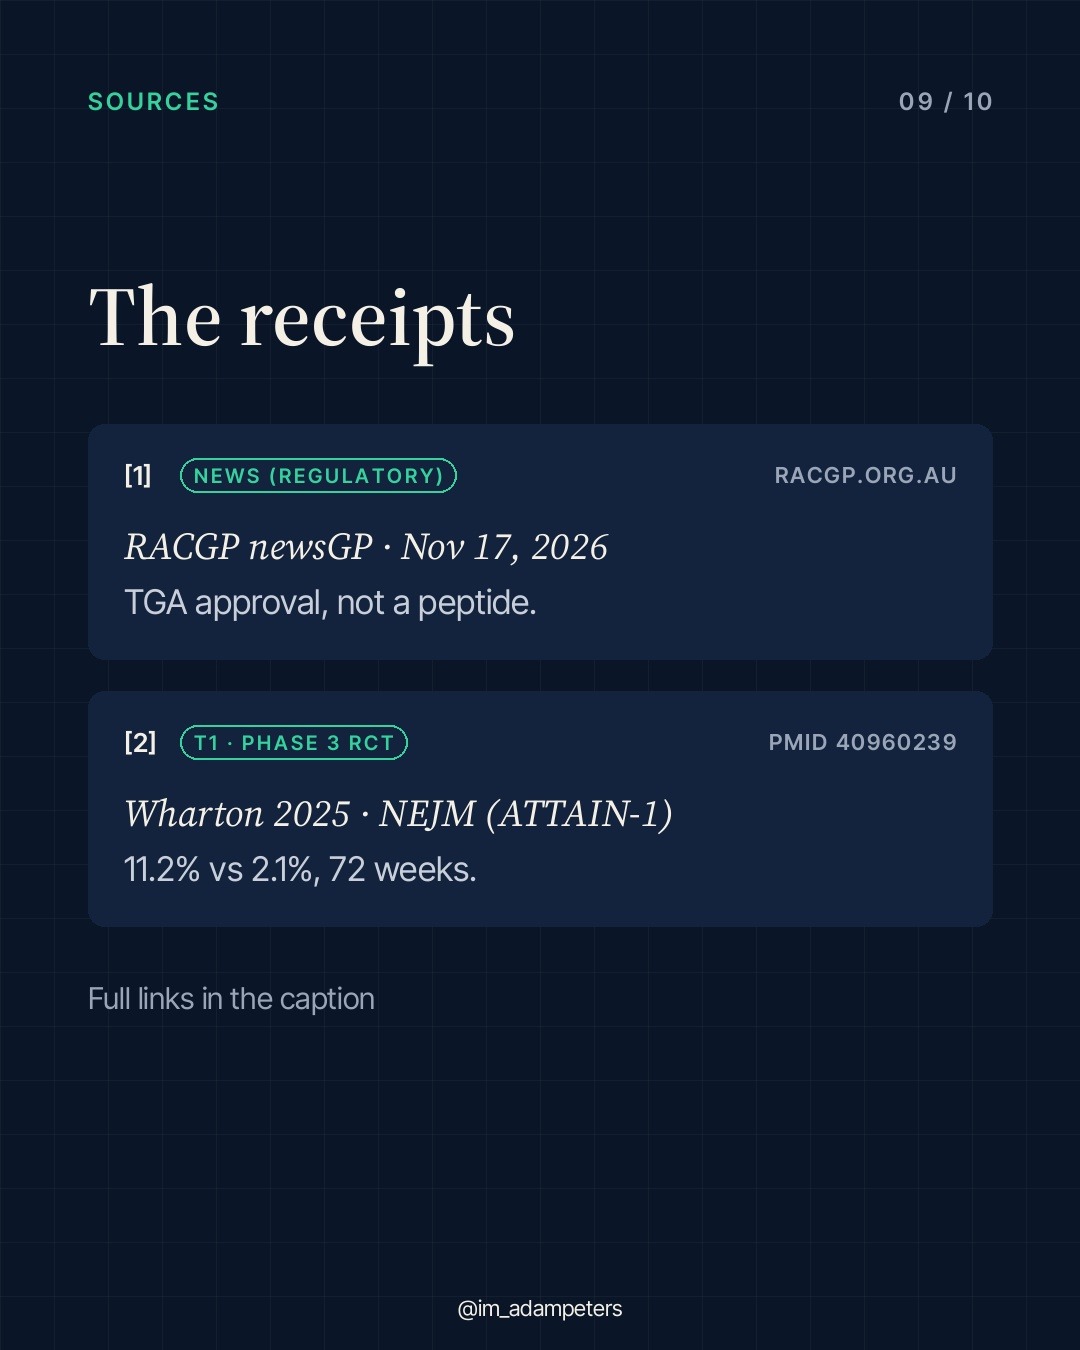 SOURCES
09 / 10
The receipts
[1] NEWS (REGULATORY) RACGP.ORG.AU
RACGP newsGP · Nov 17, 2026
TGA approval, not a peptide.
[2] T1 · PHASE 3 RCT PMID 40960239
Wharton 2025 · NEJM (ATTAIN-1)
11.2% vs 2.1%, 72 weeks.
Full links in the caption
@im_adampeters